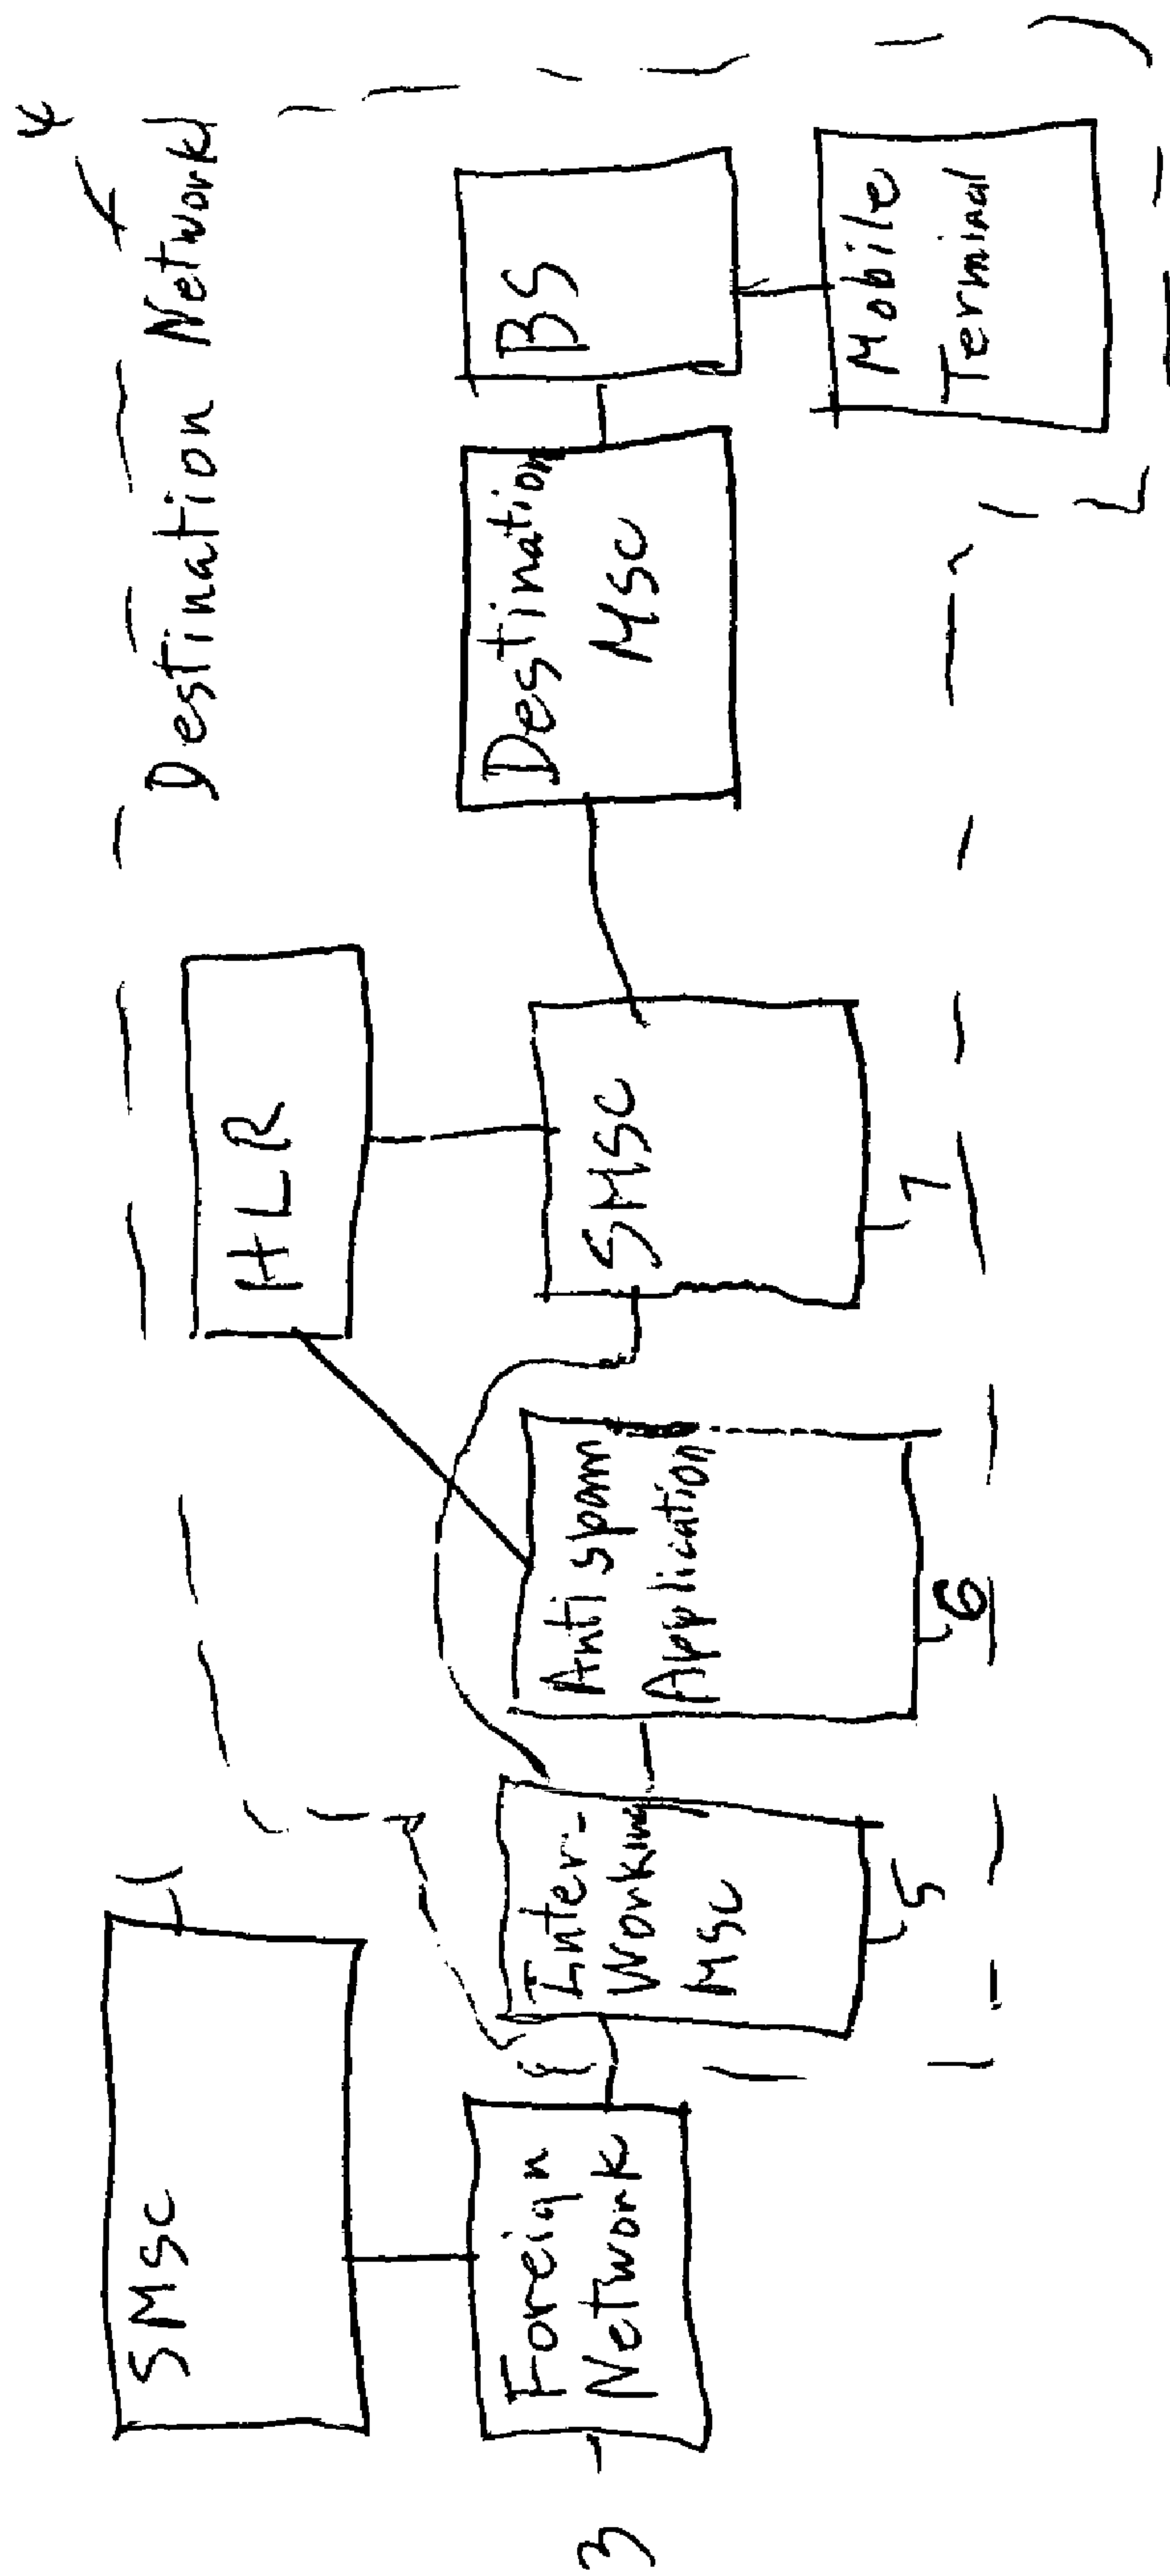 4
Destination Network
SMSC
HLR
Foreign
Network
3
Inter-
Working
MSC
5
Anti spam
Application
6
SMSC
7
Destination
MSC
BS
Mobile
Terminal